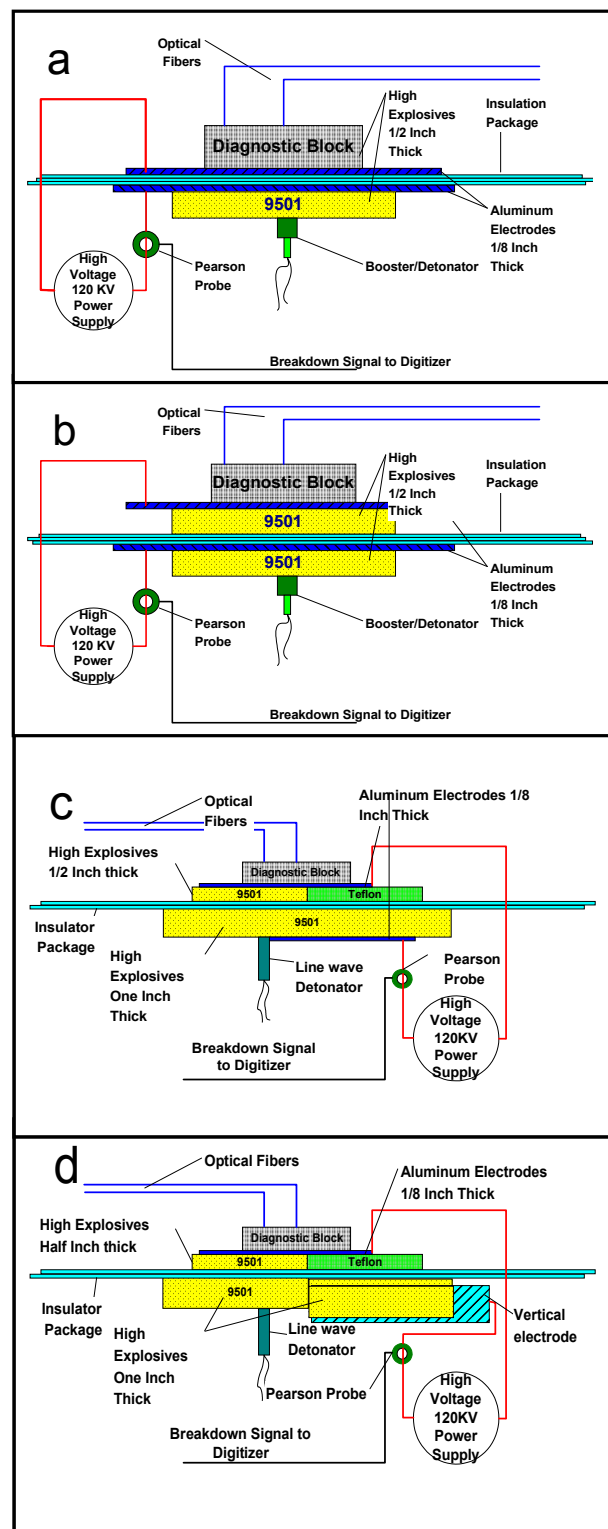 a
Optical
Fibers
High
Explosives
1/2 Inch
Thick
Insulation
Package
Diagnostic Block
9501
Aluminum
Electrodes
1/8 Inch
Thick
High
Voltage
120 KV
Power
Supply
Pearson
Probe
Booster/Detonator
Breakdown Signal to Digitizer
b
Optical
Fibers
High
Explosives
1/2 Inch
Thick
Insulation
Package
Diagnostic Block
9501
9501
Aluminum
Electrodes
1/8 Inch
Thick
High
Voltage
120 KV
Power
Supply
Pearson
Probe
Booster/Detonator
Breakdown Signal to Digitizer
c
Optical
Fibers
Aluminum Electrodes 1/8
Inch Thick
High Explosives
1/2 Inch thick
Diagnostic Block
9501
Teflon
9501
Insulator
Package
High
Explosives
One Inch
Thick
Line wave
Detonator
Pearson
Probe
High
Voltage
120KV
Power
Supply
Breakdown Signal
to Digitizer
d
Optical Fibers
Aluminum Electrodes
1/8 Inch Thick
High Explosives
Half Inch thick
Diagnostic Block
9501
Teflon
9501
Insulator
Package
High
Explosives
One Inch
Thick
Line wave
Detonator
Vertical
electrode
Pearson Probe
High
Voltage
120KV
Power
Supply
Breakdown Signal to
Digitizer